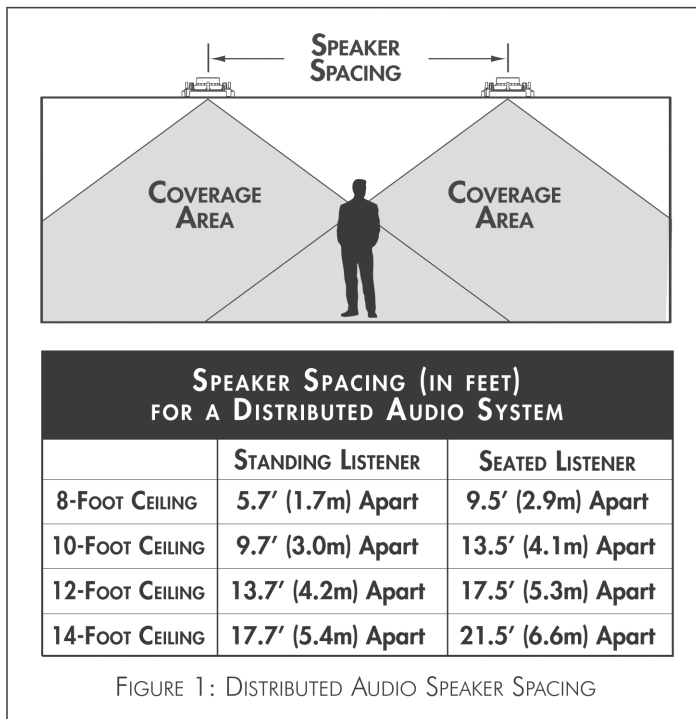 SPEAKER
SPACING
COVERAGE
AREA
COVERAGE
AREA
SPEAKER SPACING (IN FEET)
FOR A DISTRIBUTED AUDIO SYSTEM
STANDING LISTENER SEATED LISTENER
8-FOOT CEILING 5.7′ (1.7m) Apart 9.5′ (2.9m) Apart
10-FOOT CEILING 9.7′ (3.0m) Apart 13.5′ (4.1m) Apart
12-FOOT CEILING 13.7′ (4.2m) Apart 17.5′ (5.3m) Apart
14-FOOT CEILING 17.7′ (5.4m) Apart 21.5′ (6.6m) Apart
FIGURE 1: DISTRIBUTED AUDIO SPEAKER SPACING